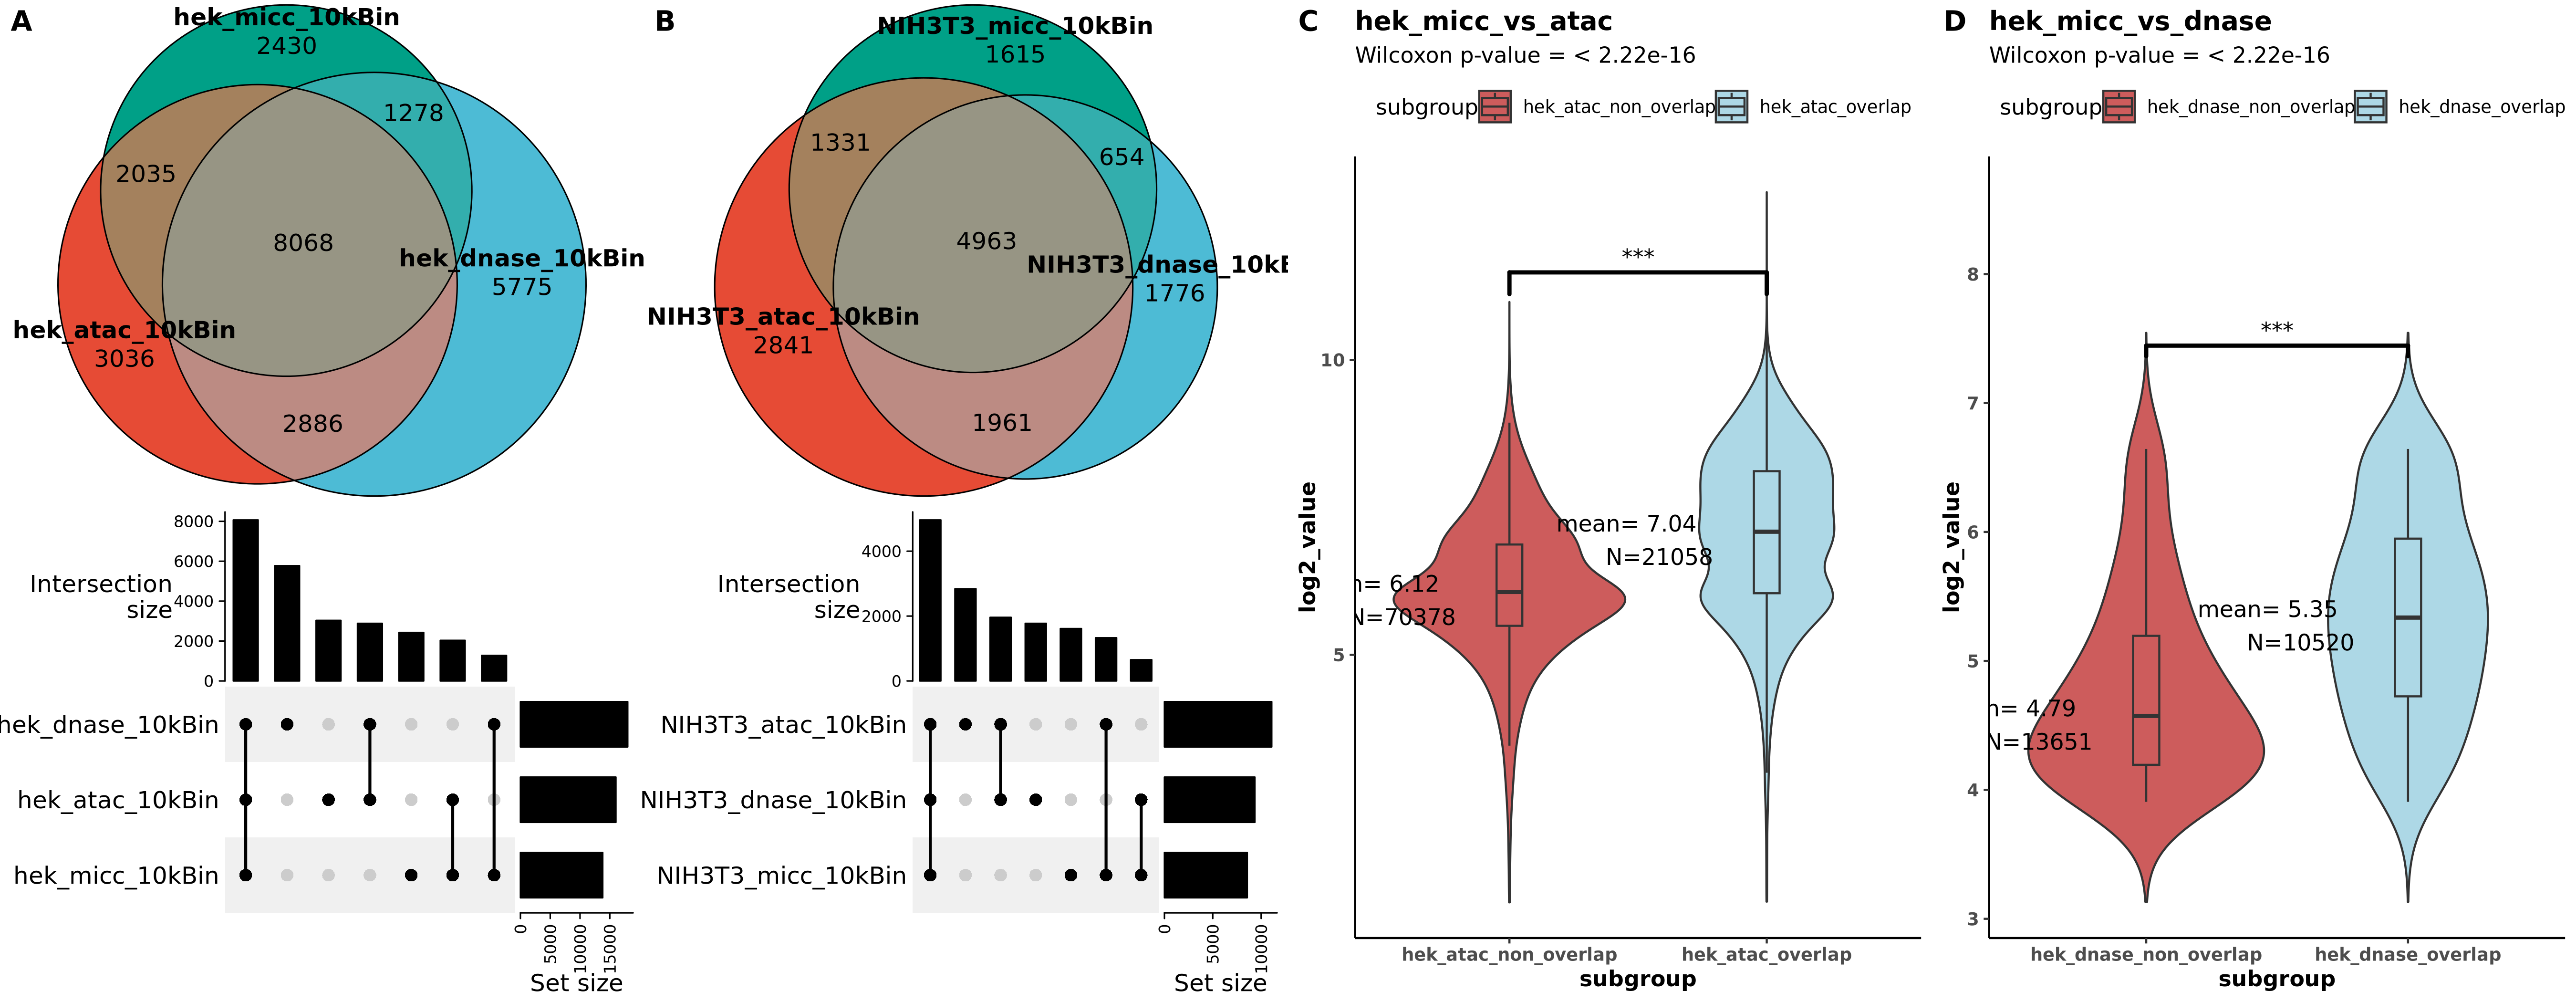 A
hek_micc_10kBin
2430
1278
2035
8068
hek_dnase_10kBin
5775
hek_atac_10kBin
3036
2886
Intersection
size
8000
6000
4000
2000
0
hek_dnase_10kBin
hek_atac_10kBin
hek_micc_10kBin
0
5000
10000
15000
Set size
B
NIH3T3_micc_10kBin
1615
1331
654
4963
NIH3T3_dnase_10kB
1776
NIH3T3_atac_10kBin
2841
1961
Intersection
size
4000
2000
0
NIH3T3_atac_10kBin
NIH3T3_dnase_10kBin
NIH3T3_micc_10kBin
0
5000
10000
Set size
C
hek_micc_vs_atac
Wilcoxon p-value = < 2.22e-16
subgroup hek_atac_non_overlap hek_atac_overlap
***
10
5
log2_value
mean= 7.04
N=21058
n= 6.12
N=70378
hek_atac_non_overlap
hek_atac_overlap
subgroup
D
hek_micc_vs_dnase
Wilcoxon p-value = < 2.22e-16
subgroup hek_dnase_non_overlap hek_dnase_overlap
***
8
7
6
5
4
3
log2_value
mean= 5.35
N=10520
n= 4.79
N=13651
hek_dnase_non_overlap
hek_dnase_overlap
subgroup